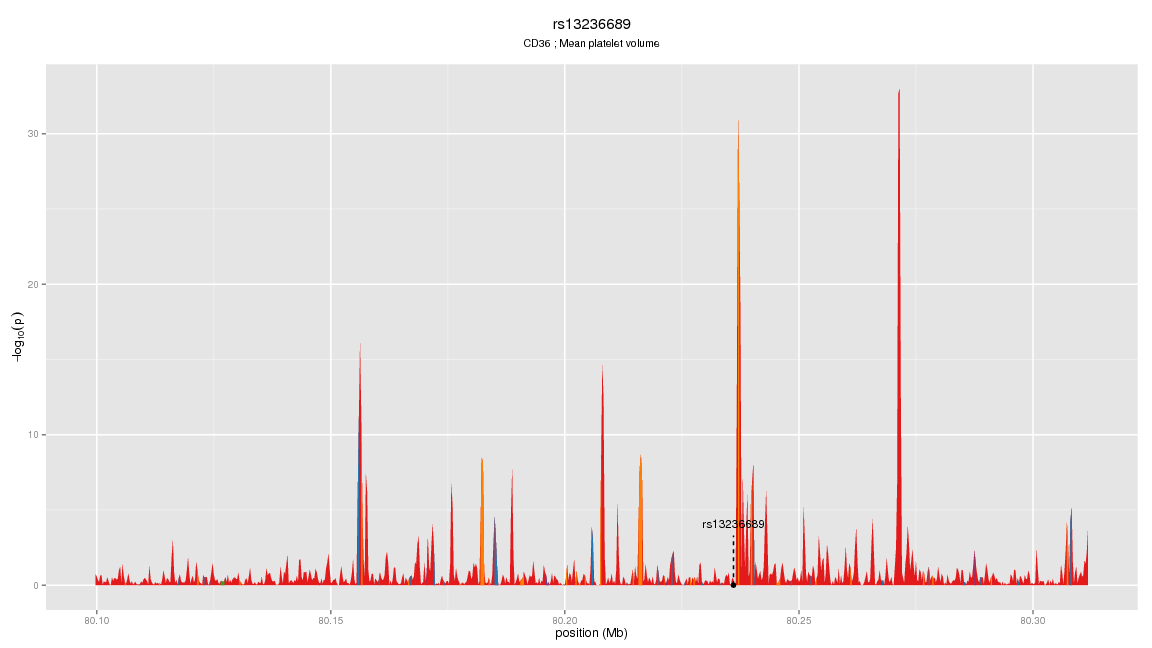 rs13236689
CD36 ; Mean platelet volume
−log10(p)
30
20
10
0
rs13236689
80.10
80.15
80.20
80.25
80.30
position (Mb)